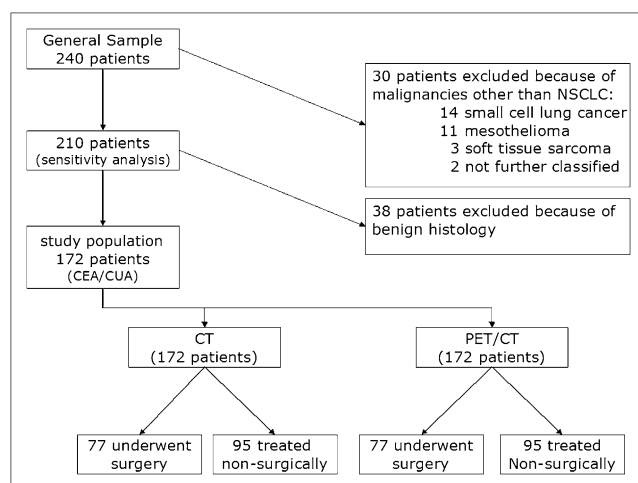 General Sample
240 patients
30 patients excluded because of
malignancies other than NSCLC:
14 small cell lung cancer
11 mesothelioma
3 soft tissue sarcoma
2 not further classified
210 patients
(sensitivity analysis)
38 patients excluded because of
benign histology
study population
172 patients
(CEA/CUA)
CT
(172 patients)
PET/CT
(172 patients)
77 underwent
surgery
95 treated
non-surgically
77 underwent
surgery
95 treated
Non-surgically